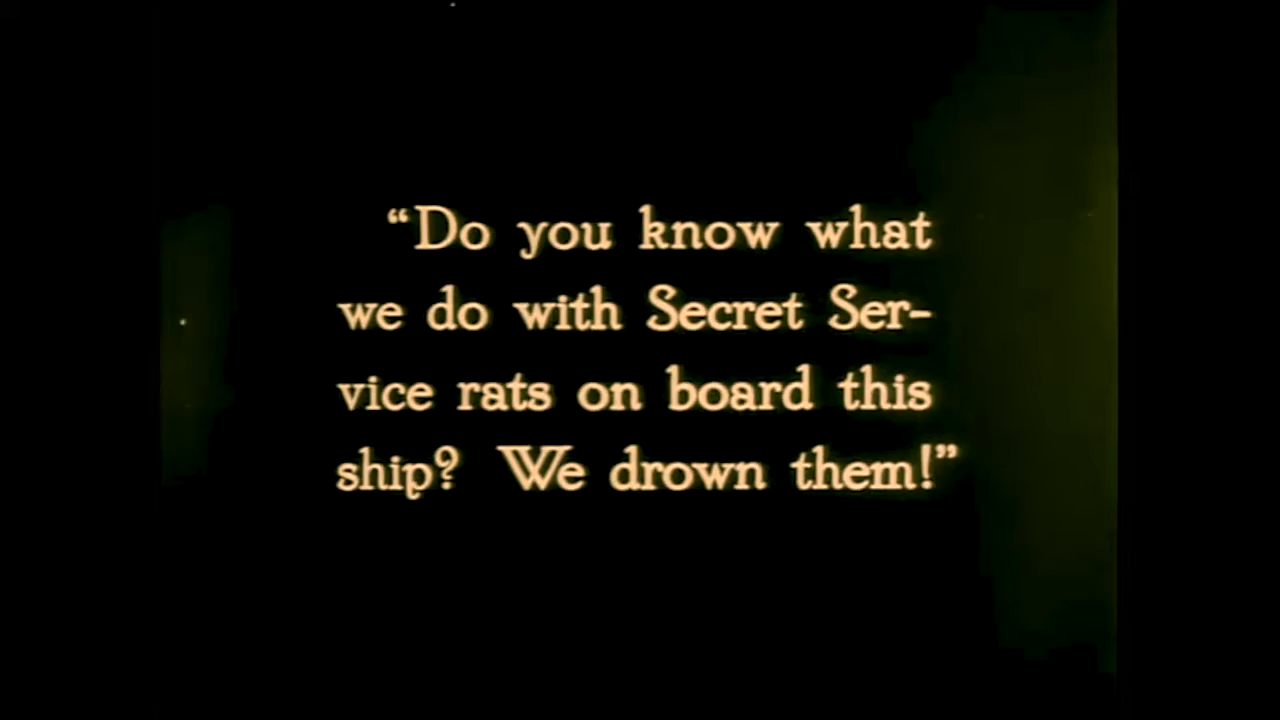 “Do you know what
we do with Secret Ser-
vice rats on board this
ship? We drown them!”